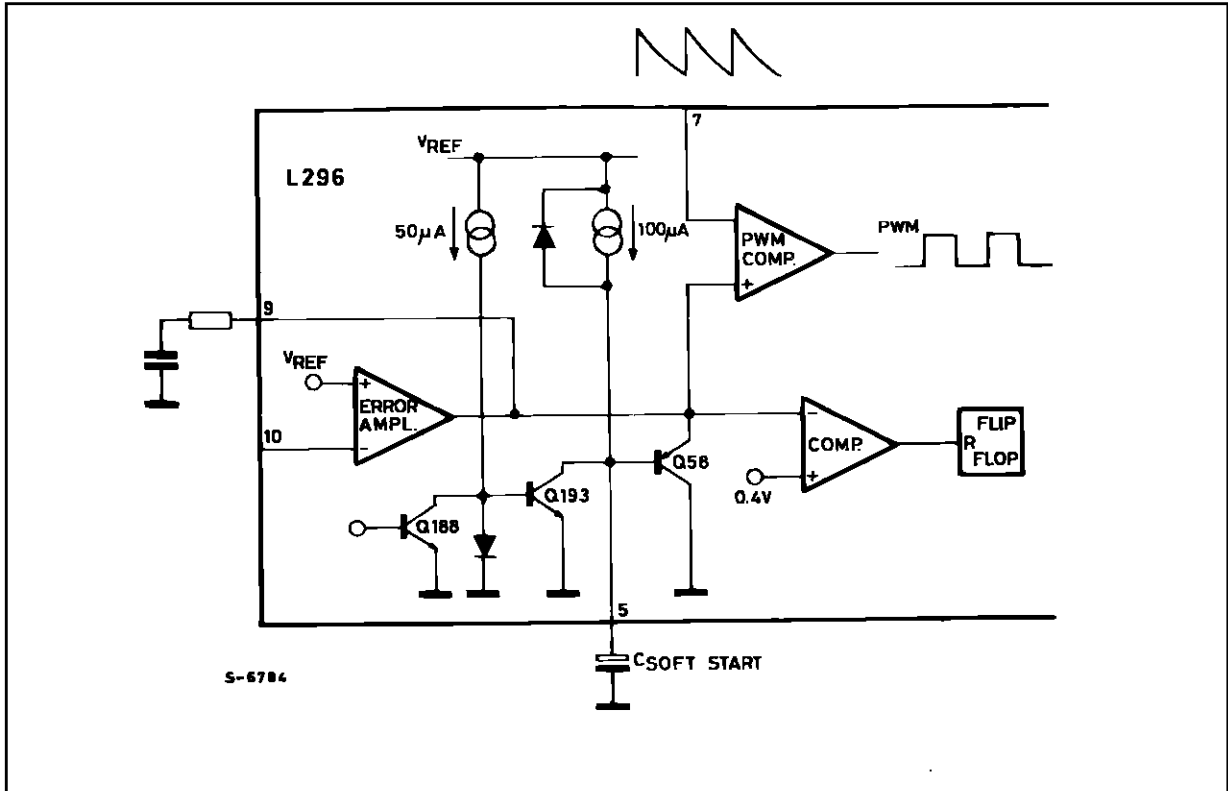 7
VREF
L296
50μA
100μA
PWM
COMP.
+
PWM
9
VREF
+
ERROR
AMPL.
-
10
-
COMP.
+
0.4V
FLIP
R
FLOP
Q58
Q193
Q188
5
CSOFT START
S-6784